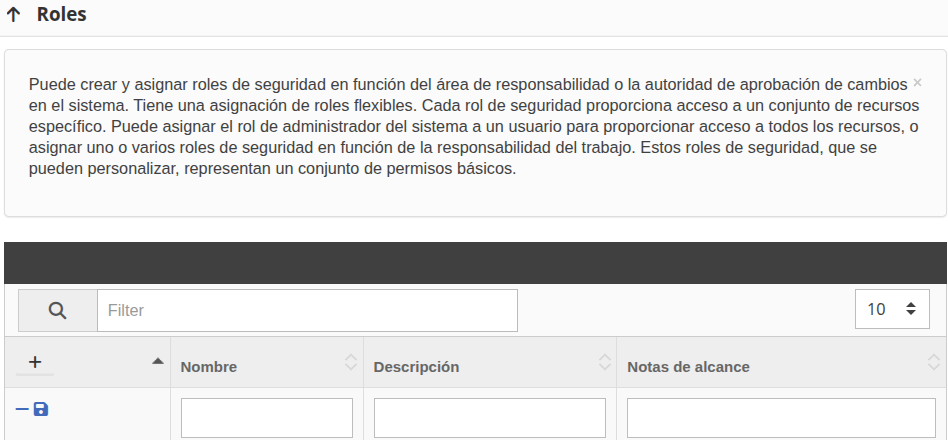 Roles
Puede crear y asignar roles de seguridad en función del área de responsabilidad o la autoridad de aprobación de cambios ×
en el sistema. Tiene una asignación de roles flexibles. Cada rol de seguridad proporciona acceso a un conjunto de recursos
específico. Puede asignar el rol de administrador del sistema a un usuario para proporcionar acceso a todos los recursos, o
asignar uno o varios roles de seguridad en función de la responsabilidad del trabajo. Estos roles de seguridad, que se
pueden personalizar, representan un conjunto de permisos básicos.
Filter 10
+ Nombre Descripción Notas de alcance